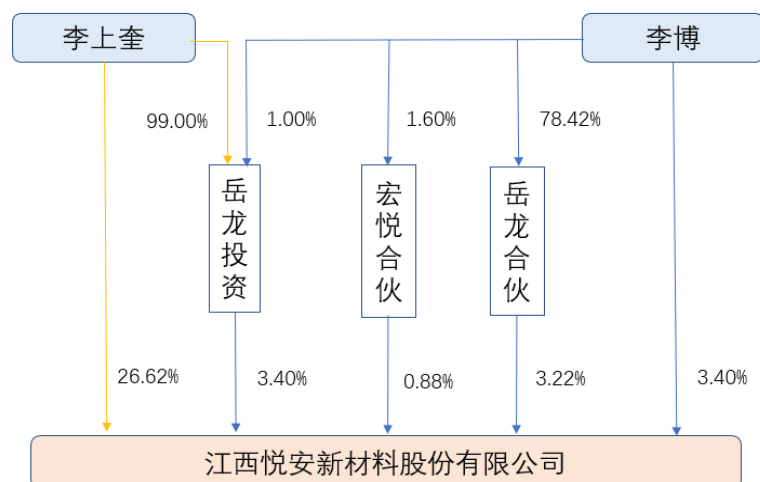 李上奎
李博
99.00%
1.00%
1.60%
78.42%
岳龙投资
宏悦合伙
岳龙合伙
26.62%
3.40%
0.88%
3.22%
3.40%
江西悦安新材料股份有限公司